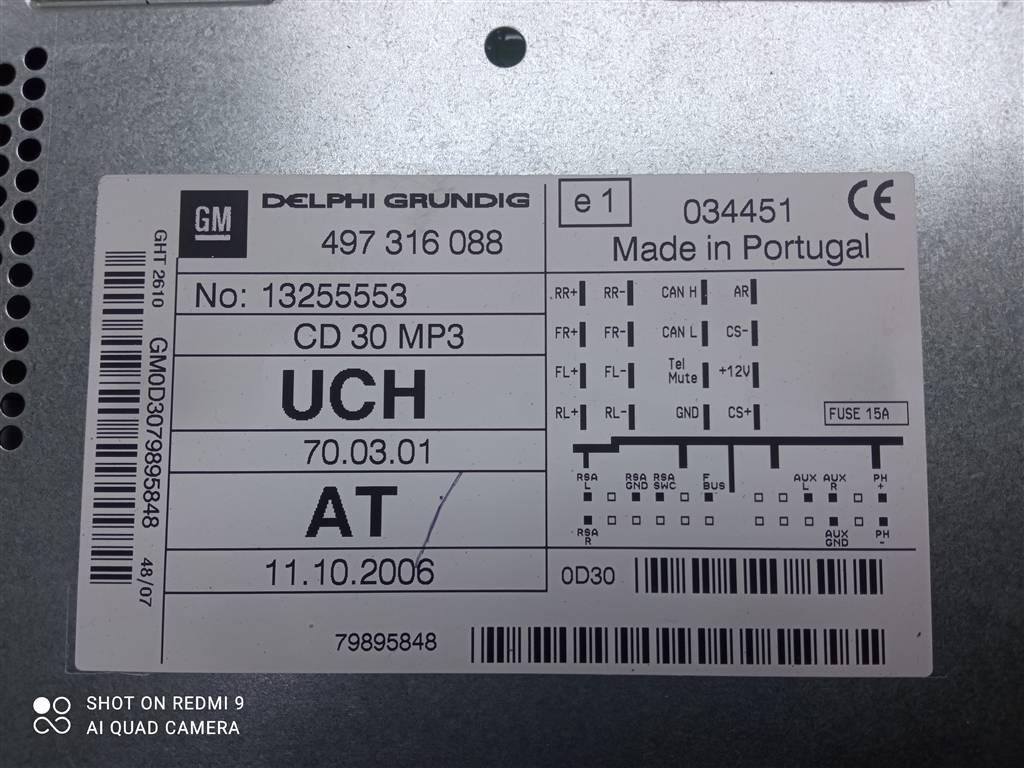 GM
DELPHI GRUNDIG
497 316 088
e 1
034451
CE
Made in Portugal
GHT 2610
GM0D3079895848
48/07
No: 13255553
CD 30 MP3
UCH
70.03.01
AT
11.10.2006
RR+ RR- CAN H AR
FR+ FR- CAN L CS-
FL+ FL- Tel Mute +12V
RL+ RL- GND CS+
FUSE 15A
RSA L RSA GND RSA SWC F BUS AUX L AUX R PH +
RSA R AUX GND PH -
0D30
79895848
SHOT ON REDMI 9
AI QUAD CAMERA